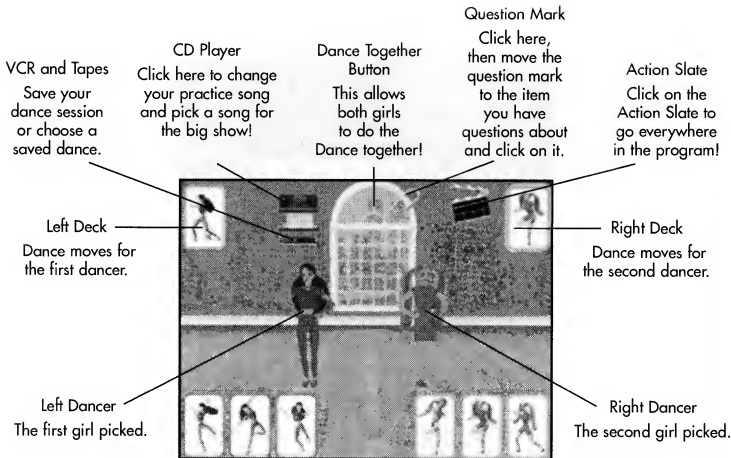 VCR and Tapes
Save your
dance session
or choose a
saved dance.
CD Player
Click here to change
your practice song
and pick a song for
the big show!
Dance Together
Button
This allows
both girls
to do the
Dance together!
Question Mark
Click here,
then move the
question mark
to the item
you have
questions about
and click on it.
Action Slate
Click on the
Action Slate to
go everywhere
in the program!
Left Deck
Dance moves for
the first dancer.
Right Deck
Dance moves for
the second dancer.
Left Dancer
The first girl picked.
Right Dancer
The second girl picked.